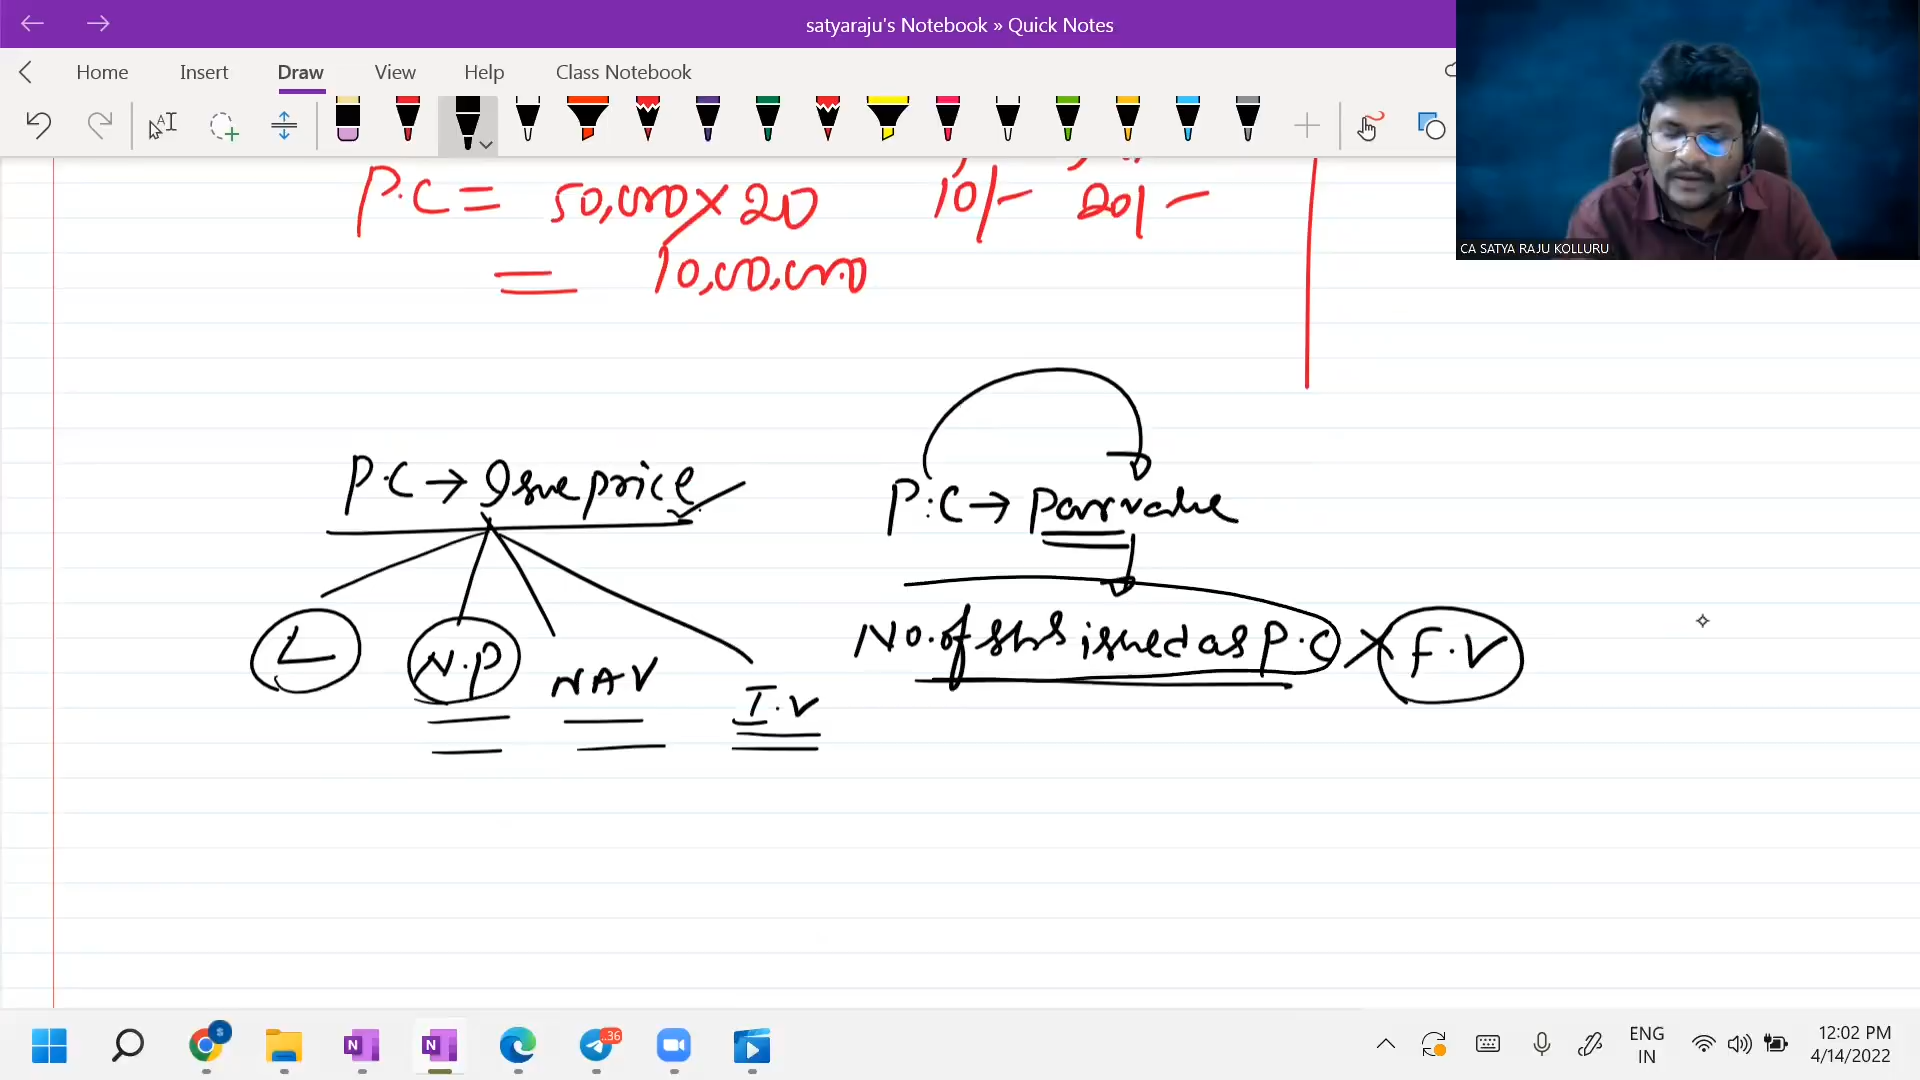 satyaraju's Notebook » Quick Notes
Home Insert Draw View Help Class Notebook
CA SATYA RAJU KOLLURU
P.C = 50,000 × 20 10/- 20/-
= 10,00,000
P.C → Issue price
P.C → Par value
L N.P NAV I.V
No. of shs issued as P.C × F.V
36
ENG
IN
12:02 PM
4/14/2022